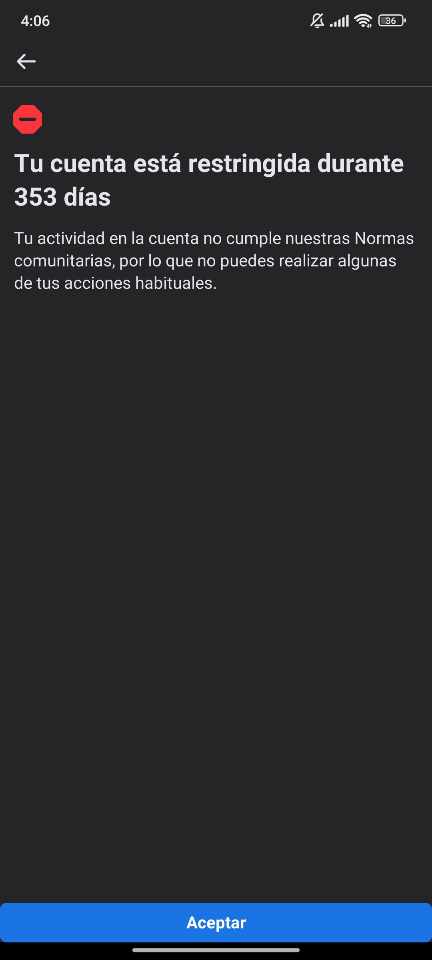 4:06
36
Tu cuenta está restringida durante
353 días
Tu actividad en la cuenta no cumple nuestras Normas
comunitarias, por lo que no puedes realizar algunas
de tus acciones habituales.
Aceptar